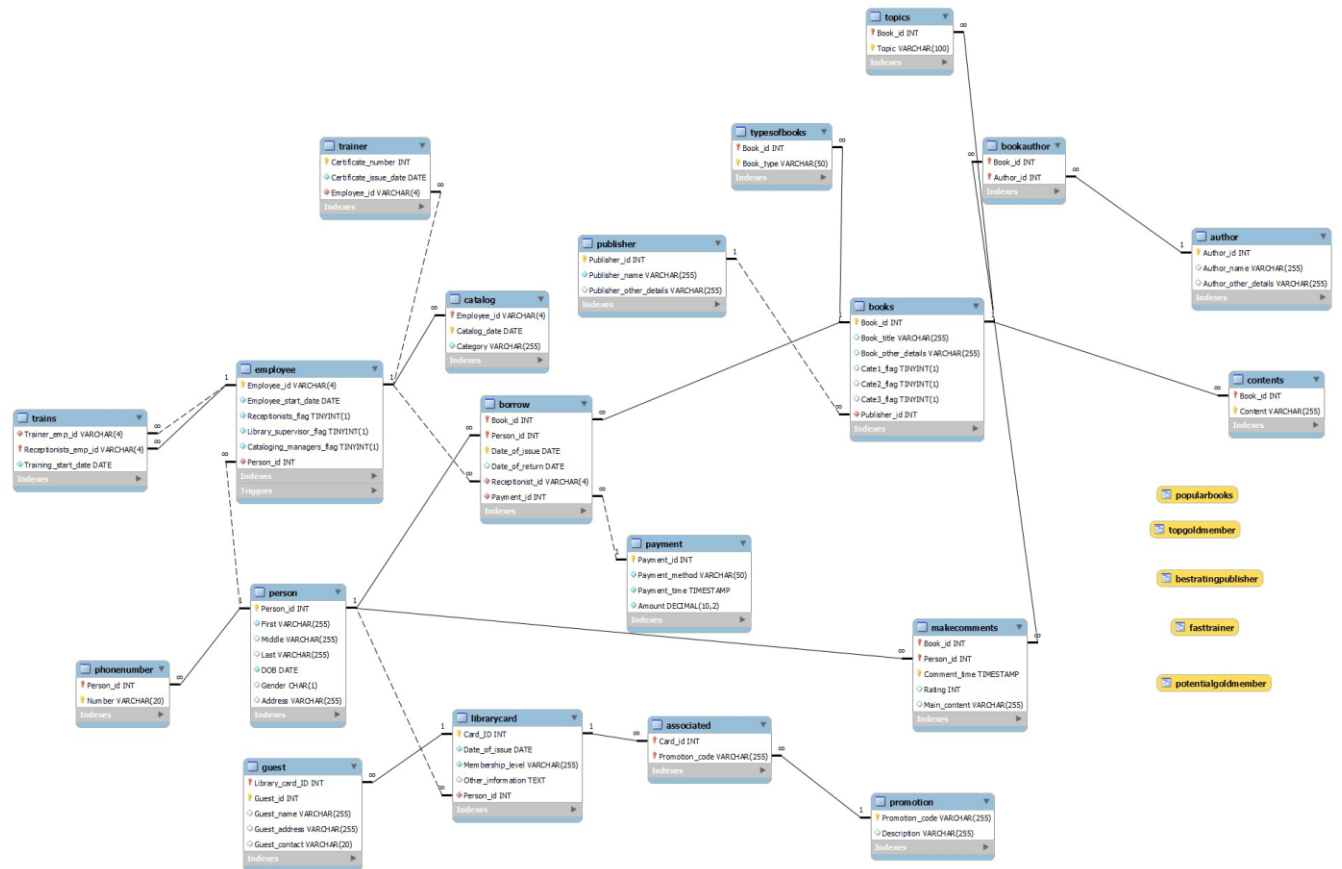 topics
Book_id INT
Topic VARCHAR(100)
Indexes
trainer
Certificate_number INT
Certificate_issue_date DATE
Employee_id VARCHAR(4)
Indexes
typesofbooks
Book_id INT
Book_type VARCHAR(50)
Indexes
bookauthor
Book_id INT
Author_id INT
Indexes
publisher
Publisher_id INT
Publisher_name VARCHAR(255)
Publisher_other_details VARCHAR(255)
Indexes
author
Author_id INT
Author_name VARCHAR(255)
Author_other_details VARCHAR(255)
Indexes
catalog
Employee_id VARCHAR(4)
Catalog_date DATE
Category VARCHAR(255)
Indexes
books
Book_id INT
Book_title VARCHAR(255)
Book_other_details VARCHAR(255)
Cate1_flag TINYINT(1)
Cate2_flag TINYINT(1)
Cate3_flag TINYINT(1)
Publisher_id INT
Indexes
employee
Employee_id VARCHAR(4)
Employee_start_date DATE
Receptionists_flag TINYINT(1)
Library_supervisor_flag TINYINT(1)
Cataloging_managers_flag TINYINT(1)
Person_id INT
Indexes
Triggers
trains
Trainer_emp_id VARCHAR(4)
Receptionists_emp_id VARCHAR(4)
Training_start_date DATE
Indexes
borrow
Book_id INT
Person_id INT
Date_of_issue DATE
Date_of_return DATE
Receptionist_id VARCHAR(4)
Payment_id INT
Indexes
contents
Book_id INT
Content VARCHAR(255)
Indexes
popularbooks
topgoldmember
bestratingpublisher
fasttrainer
potentialgoldmember
payment
Payment_id INT
Payment_method VARCHAR(50)
Payment_time TIMESTAMP
Amount DECIMAL(10,2)
Indexes
person
Person_id INT
First VARCHAR(255)
Middle VARCHAR(255)
Last VARCHAR(255)
DOB DATE
Gender CHAR(1)
Address VARCHAR(255)
Indexes
phonenumber
Person_id INT
Number VARCHAR(20)
Indexes
makecomments
Book_id INT
Person_id INT
Comment_time TIMESTAMP
Rating INT
Main_content VARCHAR(255)
Indexes
librarycard
Card_ID INT
Date_of_issue DATE
Membership_level VARCHAR(255)
Other_information TEXT
Person_id INT
Indexes
associated
Card_id INT
Promotion_code VARCHAR(255)
Indexes
guest
Library_card_ID INT
Guest_id INT
Guest_name VARCHAR(255)
Guest_address VARCHAR(255)
Guest_contact VARCHAR(20)
Indexes
promotion
Promotion_code VARCHAR(255)
Description VARCHAR(255)
Indexes